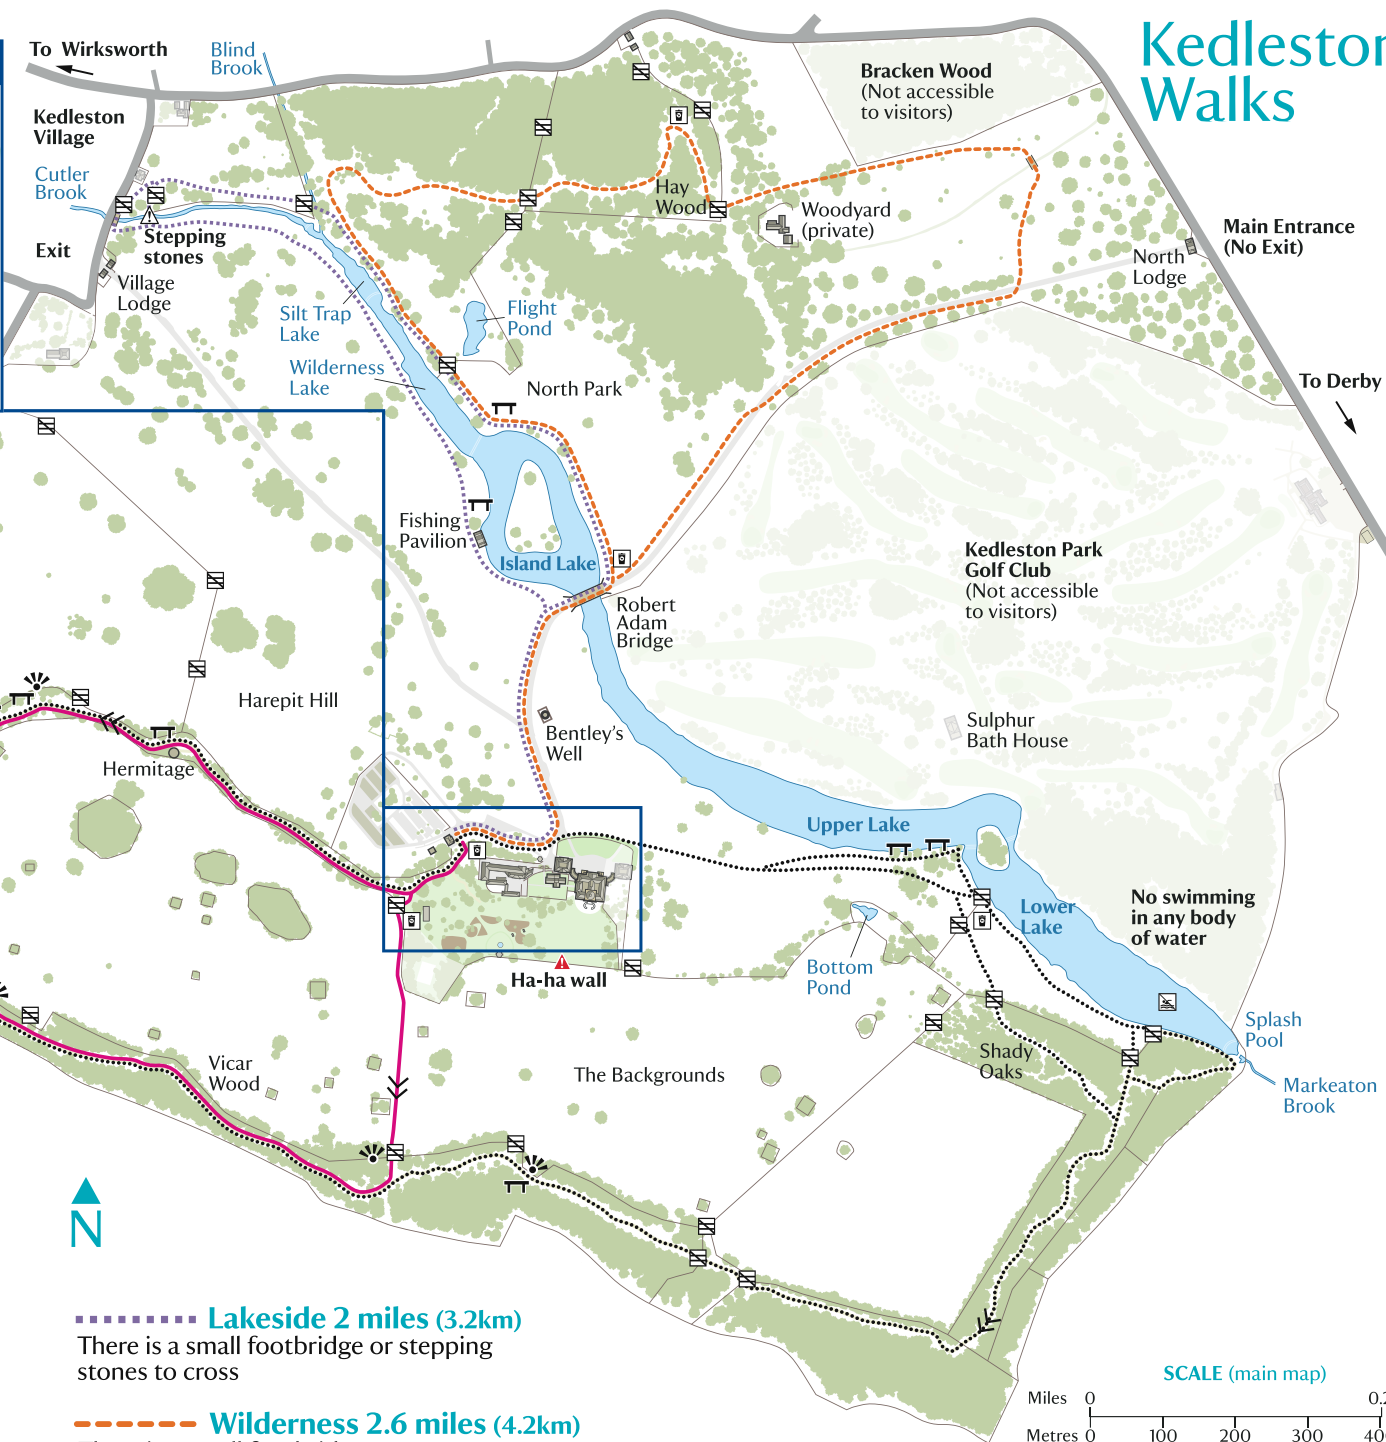 Kedleston
Walks
To Wirksworth
Blind
Brook
Bracken Wood
(Not accessible
to visitors)
Kedleston
Village
Cutler
Brook
Hay
Wood
Woodyard
(private)
Main Entrance
(No Exit)
Exit
Stepping
stones
North
Lodge
Village
Lodge
Silt Trap
Lake
Flight
Pond
Wilderness
Lake
North Park
To Derby
Fishing
Pavilion
Island Lake
Kedleston Park
Golf Club
(Not accessible
to visitors)
Robert
Adam
Bridge
Harepit Hill
Bentley's
Well
Sulphur
Bath House
Hermitage
Upper Lake
No swimming
in any body
of water
Lower
Lake
Bottom
Pond
Ha-ha wall
Splash
Pool
Shady
Oaks
Vicar
Wood
The Backgrounds
Markeaton
Brook
N
Lakeside 2 miles (3.2km)
There is a small footbridge or stepping
stones to cross
Wilderness 2.6 miles (4.2km)
SCALE (main map)
Miles 0
Metres 0 100 200 300